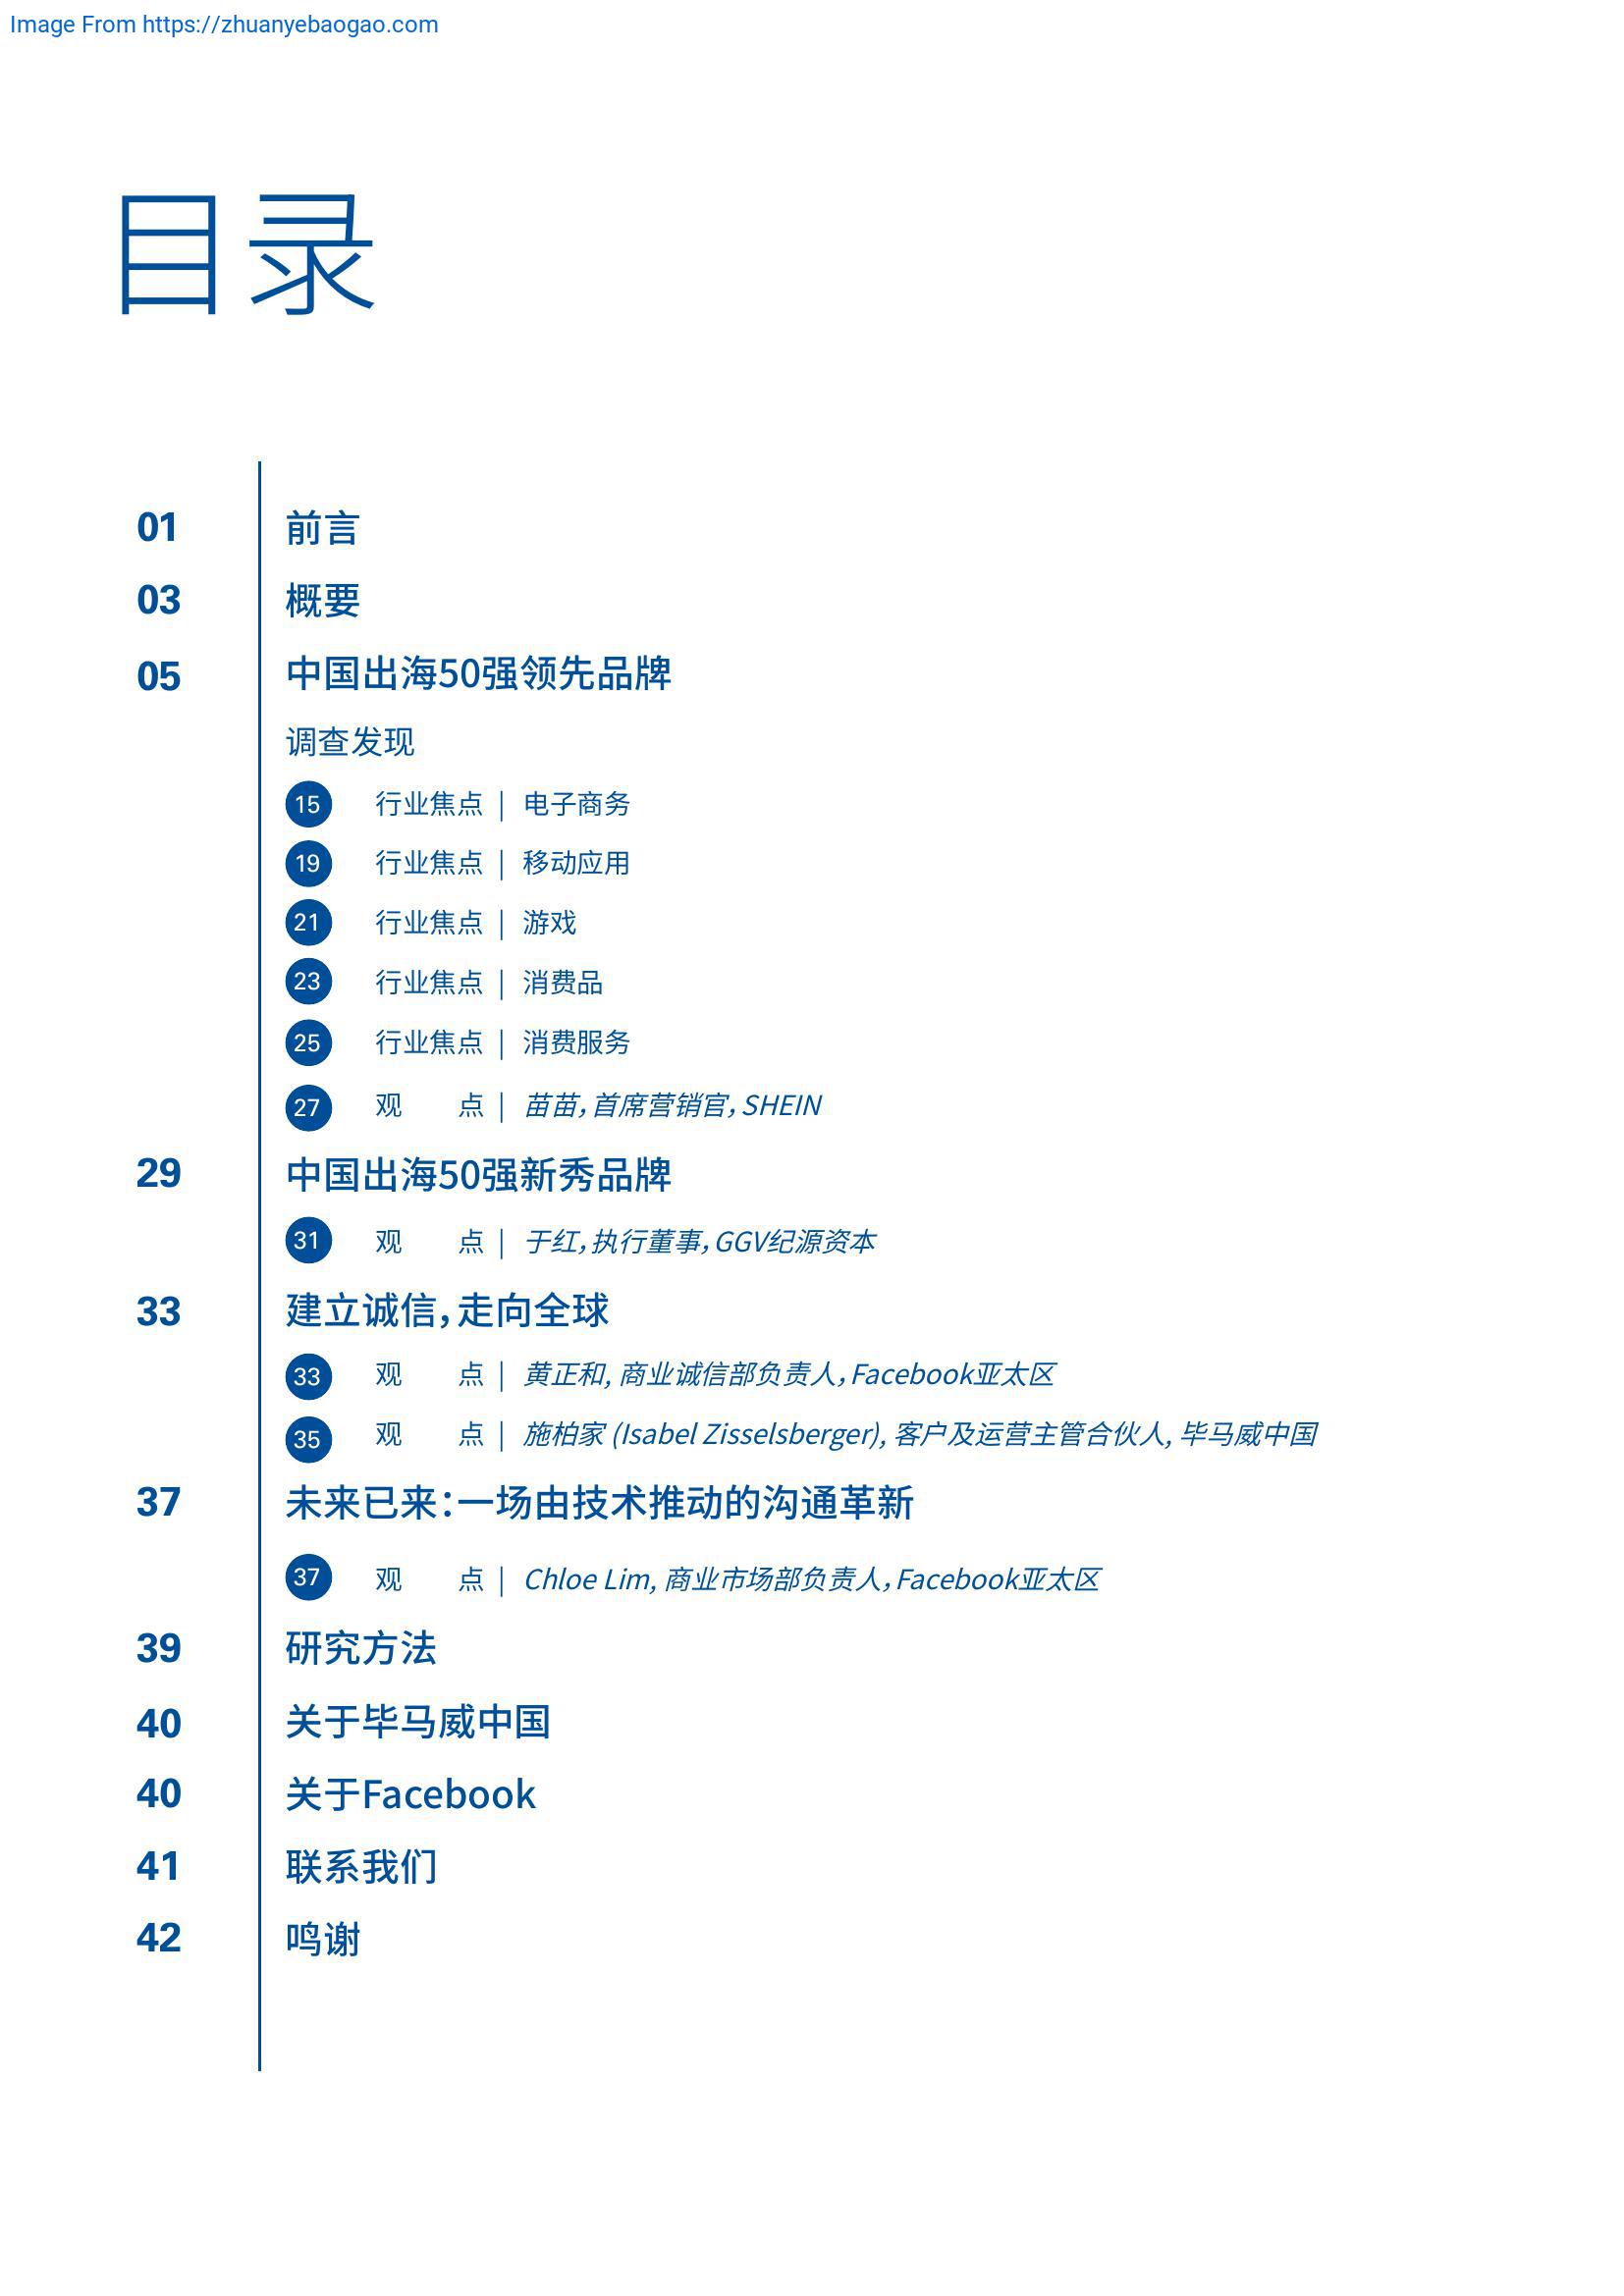 Image From https://zhuanyebaogao.com
目录
01 前言
03 概要
05 中国出海50强领先品牌
调查发现
15 行业焦点 | 电子商务
19 行业焦点 | 移动应用
21 行业焦点 | 游戏
23 行业焦点 | 消费品
25 行业焦点 | 消费服务
27 观 点 | 苗苗，首席营销官，SHEIN
29 中国出海50强新秀品牌
31 观 点 | 于红，执行董事，GGV纪源资本
33 建立诚信，走向全球
33 观 点 | 黄正和, 商业诚信部负责人，Facebook亚太区
35 观 点 | 施柏家 (Isabel Zisselsberger), 客户及运营主管合伙人, 毕马威中国
37 未来已来：一场由技术推动的沟通革新
37 观 点 | Chloe Lim, 商业市场部负责人，Facebook亚太区
39 研究方法
40 关于毕马威中国
40 关于Facebook
41 联系我们
42 鸣谢